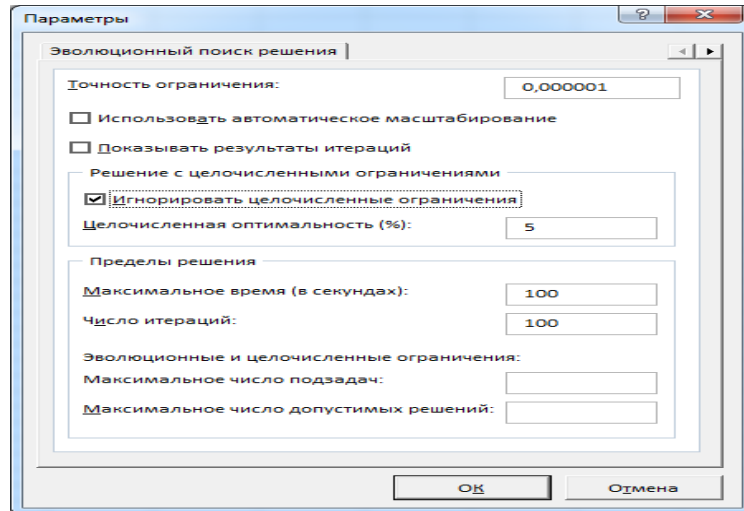 Параметры
Эволюционный поиск решения
Точность ограничения: 0,000001
Использовать автоматическое масштабирование
Показывать результаты итераций
Решение с целочисленными ограничениями
Игнорировать целочисленные ограничения
Целочисленная оптимальность (%): 5
Пределы решения
Максимальное время (в секундах): 100
Число итераций: 100
Эволюционные и целочисленные ограничения:
Максимальное число подзадач:
Максимальное число допустимых решений:
ОК Отмена